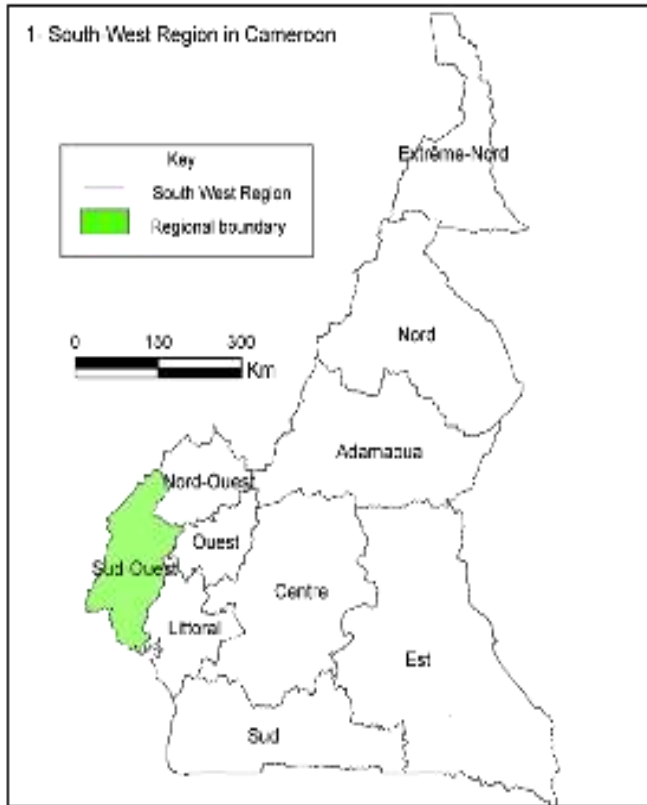 1- South-West Region in Cameroon
Key
South West Region
Regional boundary
0 150 300
Km
Extrême-Nord
Nord
Adamaoua
Nord-Ouest
Ouest
Sud-Ouest
Centre
Littoral
Est
Sud